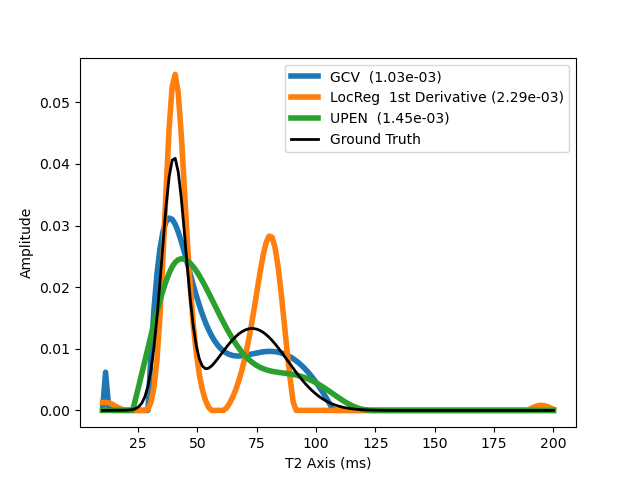 GCV  (1.03e-03)
LocReg  1st Derivative (2.29e-03)
UPEN  (1.45e-03)
Ground Truth
Amplitude
0.05
0.04
0.03
0.02
0.01
0.00
25 50 75 100 125 150 175 200
T2 Axis (ms)